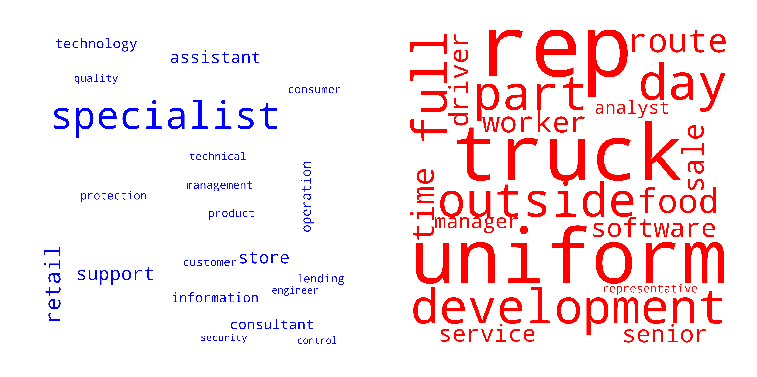 technology
assistant
quality
consumer
specialist
technical
management
protection
product
operation
retail
customer
store
support
lending
engineer
information
consultant
security
control
full
driver
rep
route
part
day
analyst
worker
truck
sale
time
outside
food
manager
software
uniform
representative
development
service
senior